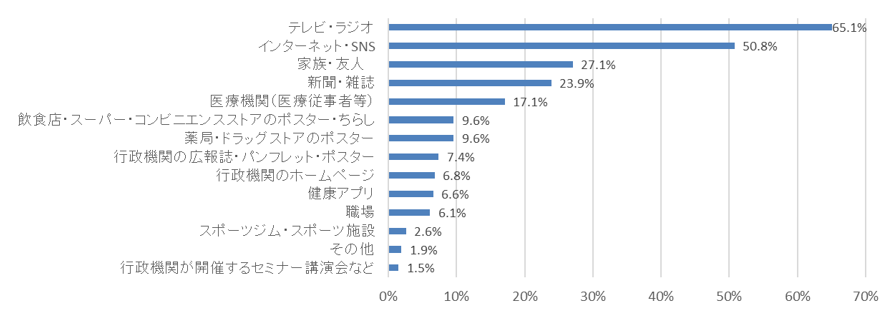 テレビ・ラジオ 65.1%
インターネット・SNS 50.8%
家族・友人 27.1%
新聞・雑誌 23.9%
医療機関（医療従事者等） 17.1%
飲食店・スーパー・コンビニエンスストアのポスター・ちらし 9.6%
薬局・ドラッグストアのポスター 9.6%
行政機関の広報誌・パンフレット・ポスター 7.4%
行政機関のホームページ 6.8%
健康アプリ 6.6%
職場 6.1%
スポーツジム・スポーツ施設 2.6%
その他 1.9%
行政機関が開催するセミナー講演会など 1.5%
0% 10% 20% 30% 40% 50% 60% 70%